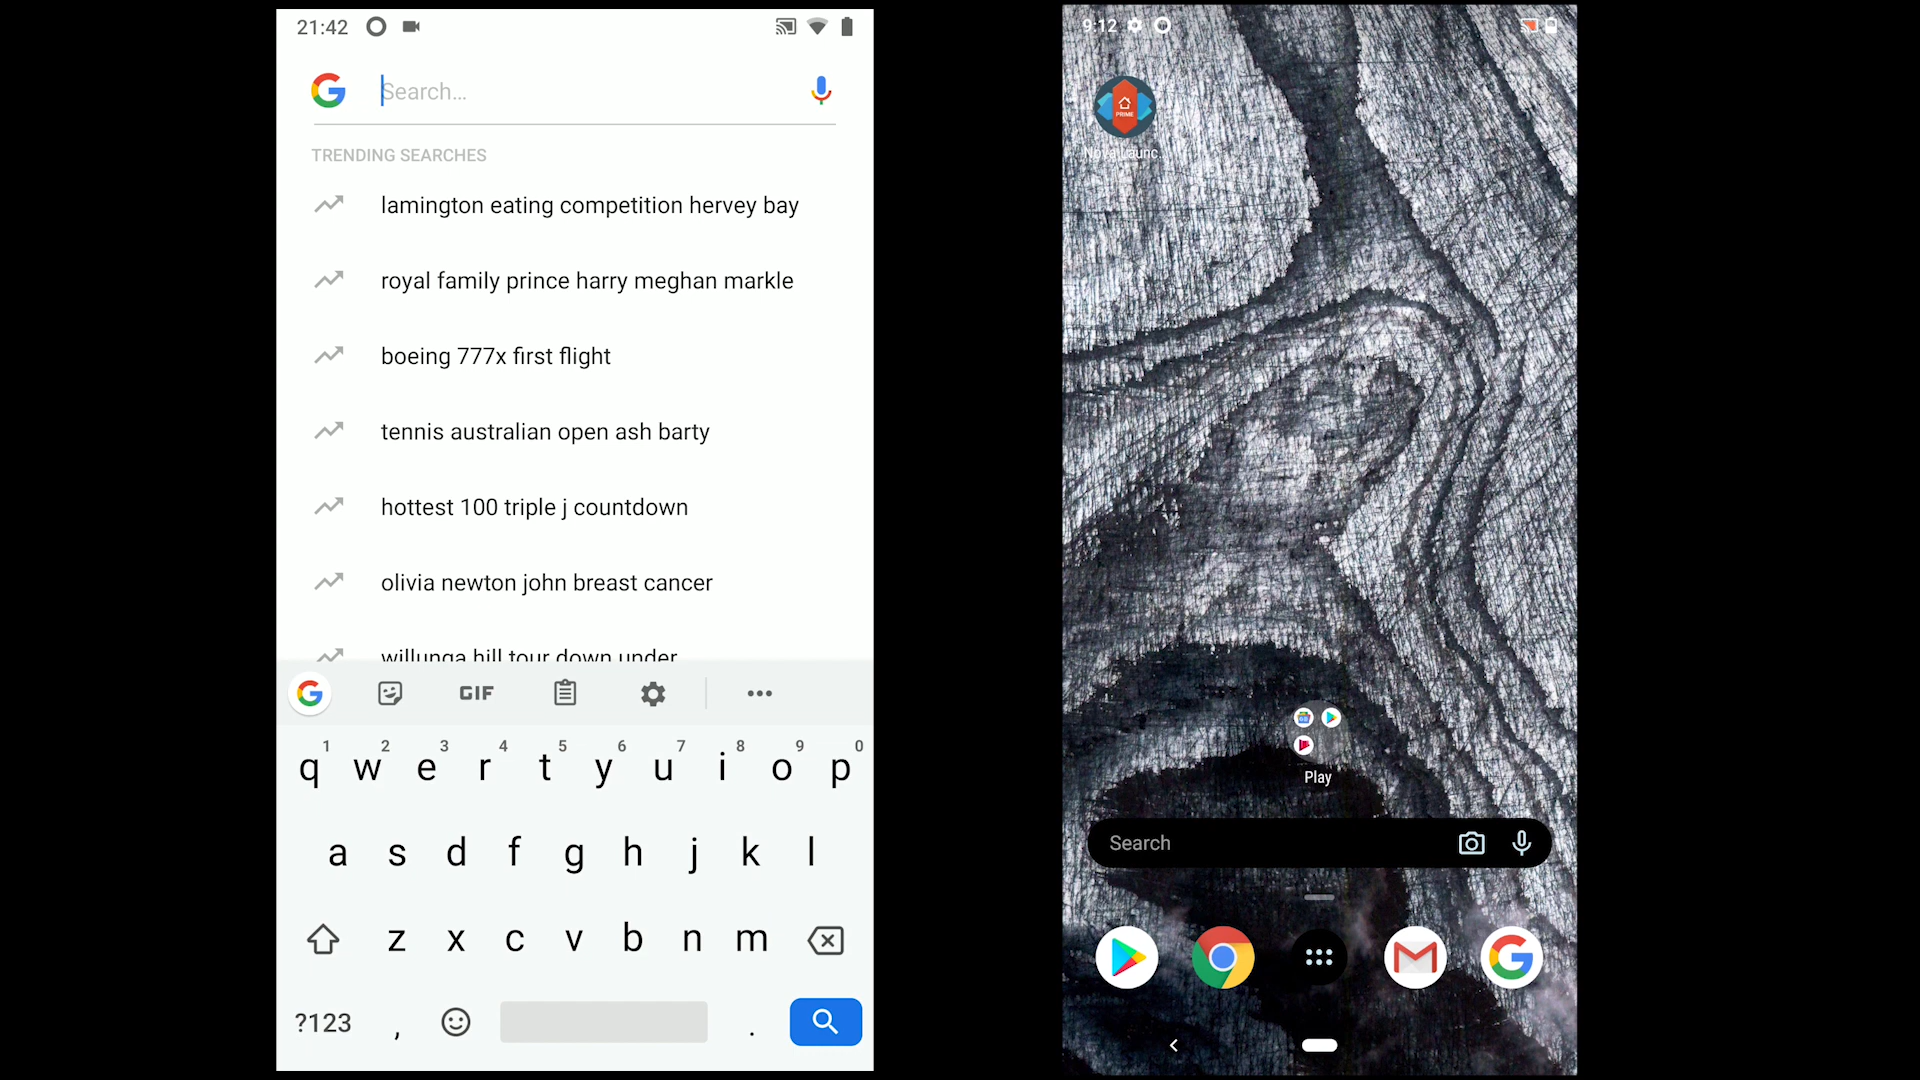 21:42
Search...
TRENDING SEARCHES
lamington eating competition hervey bay
royal family prince harry meghan markle
boeing 777x first flight
tennis australian open ash barty
hottest 100 triple j countdown
olivia newton john breast cancer
willunga hill tour down under
GIF
1 2 3 4 5 6 7 8 9 0
q w e r t y u i o p
a s d f g h j k l
z x c v b n m
?123 , .
9:12
PRIME
Nova Launc...
Play
Search